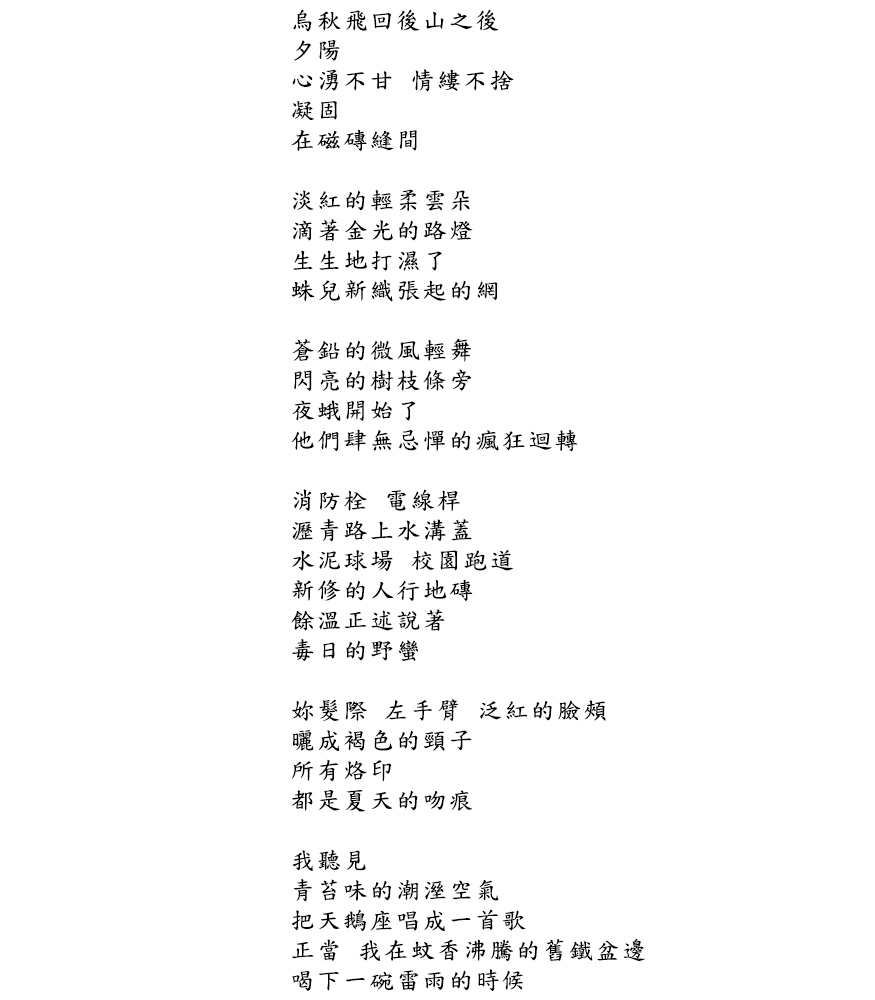 烏秋飛回後山之後
夕陽
心湧不甘 情縷不捨
凝固
在磁磚縫間

淡紅的輕柔雲朵
滴著金光的路燈
生生地打濕了
蛛兒新織張起的網

蒼鉛的微風輕舞
閃亮的樹枝條旁
夜蛾開始了
他們肆無忌憚的瘋狂迴轉

消防栓 電線桿
瀝青路上水溝蓋
水泥球場 校園跑道
新修的人行地磚
餘溫正述說著
毒日的野蠻

妳髮際 左手臂 泛紅的臉頰
曬成褐色的頸子
所有烙印
都是夏天的吻痕

我聽見
青苔味的潮溼空氣
把天鵝座唱成一首歌
正當 我在蚊香沸騰的舊鐵盆邊
喝下一碗雷雨的時候